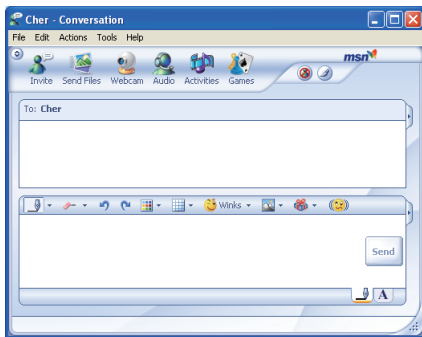 Cher - Conversation
File Edit Actions Tools Help
msn
Invite Send Files Webcam Audio Activities Games
To: Cher
Winks
Send
A